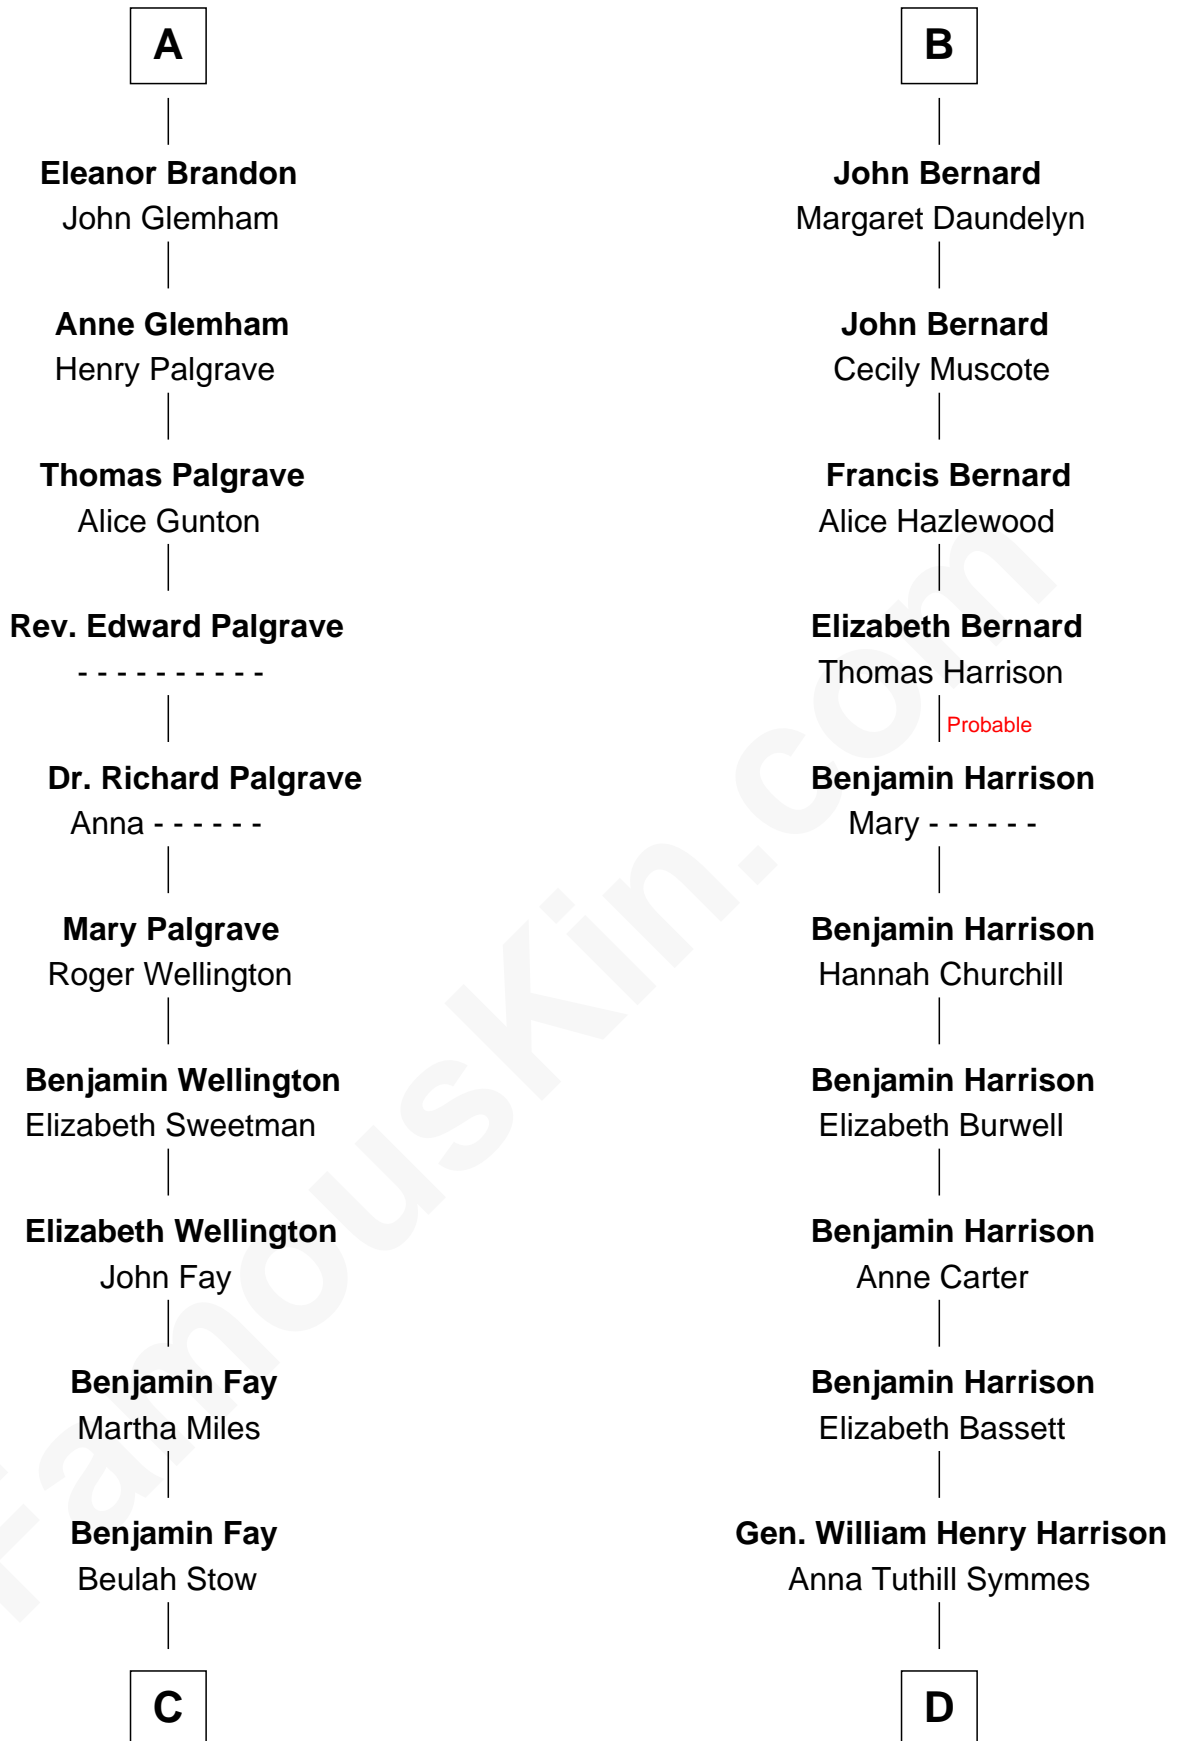 A
Eleanor Brandon
John Glemham
Anne Glemham
Henry Palgrave
Thomas Palgrave
Alice Gunton
Rev. Edward Palgrave
- - - - - - - - - -
Dr. Richard Palgrave
Anna - - - - - -
Mary Palgrave
Roger Wellington
Benjamin Wellington
Elizabeth Sweetman
Elizabeth Wellington
John Fay
Benjamin Fay
Martha Miles
Benjamin Fay
Beulah Stow
C
B
John Bernard
Margaret Daundelyn
John Bernard
Cecily Muscote
Francis Bernard
Alice Hazlewood
Elizabeth Bernard
Thomas Harrison
Probable
Benjamin Harrison
Mary - - - - - -
Benjamin Harrison
Hannah Churchill
Benjamin Harrison
Elizabeth Burwell
Benjamin Harrison
Anne Carter
Benjamin Harrison
Elizabeth Bassett
Gen. William Henry Harrison
Anna Tuthill Symmes
D
FamousKin.com